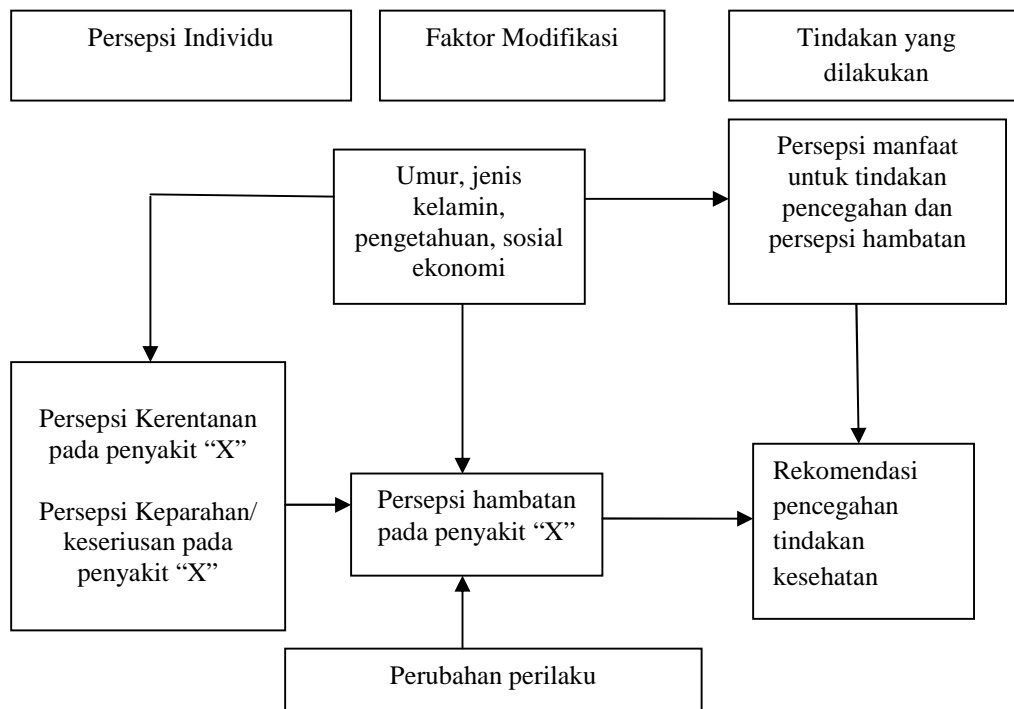 Persepsi Individu
Faktor Modifikasi
Tindakan yang
dilakukan
Umur, jenis
kelamin,
pengetahuan, sosial
ekonomi
Persepsi manfaat
untuk tindakan
pencegahan dan
persepsi hambatan
Persepsi Kerentanan
pada penyakit “X”
Persepsi Keparahan/
keseriusan pada
penyakit “X”
Persepsi hambatan
pada penyakit “X”
Rekomendasi
pencegahan
tindakan
kesehatan
Perubahan perilaku